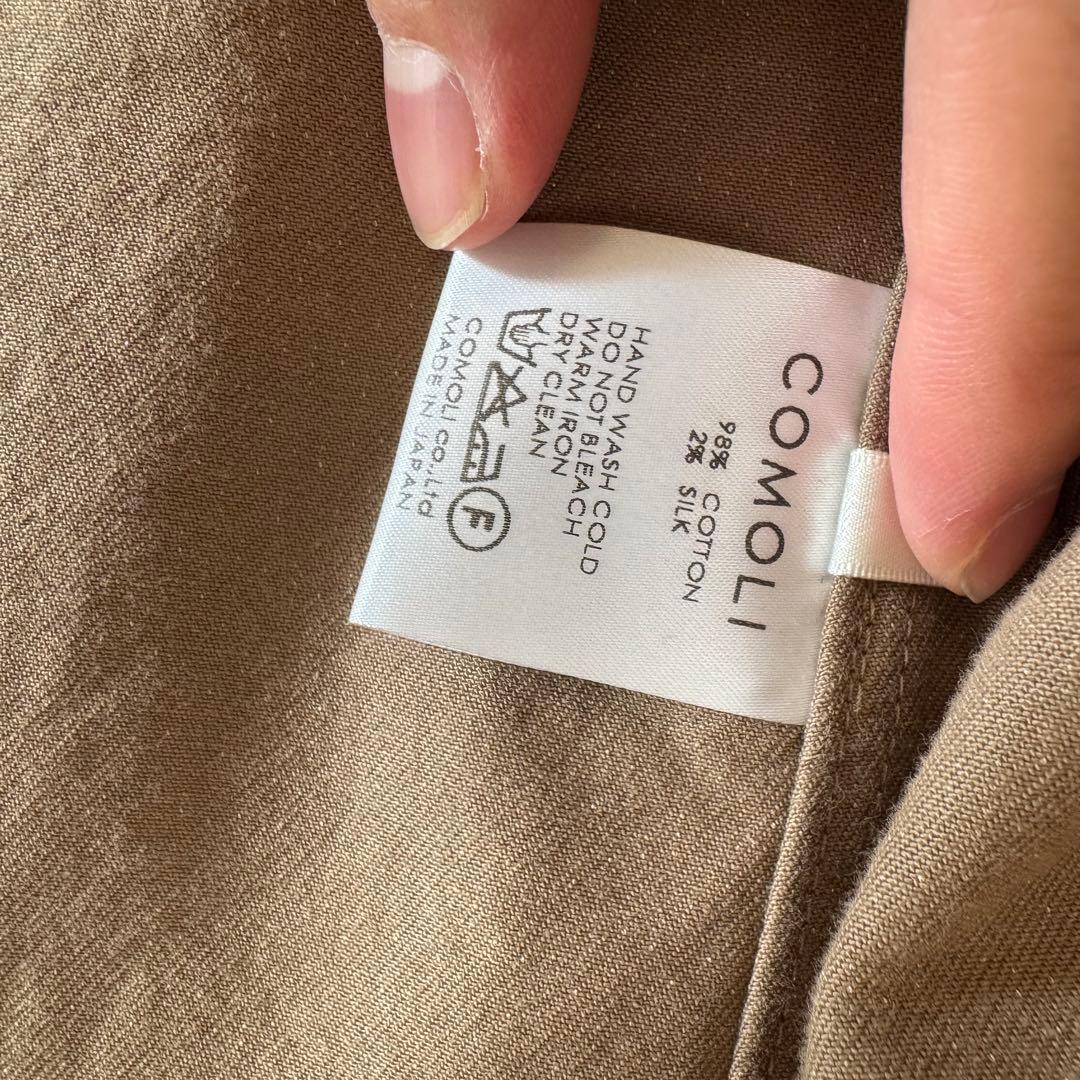 COMOLI
98% COTTON
2% SILK
HAND WASH COLD
DO NOT BLEACH
WARM IRON
DRY CLEAN
F
COMOLI co.,Ltd
MADE IN JAPAN